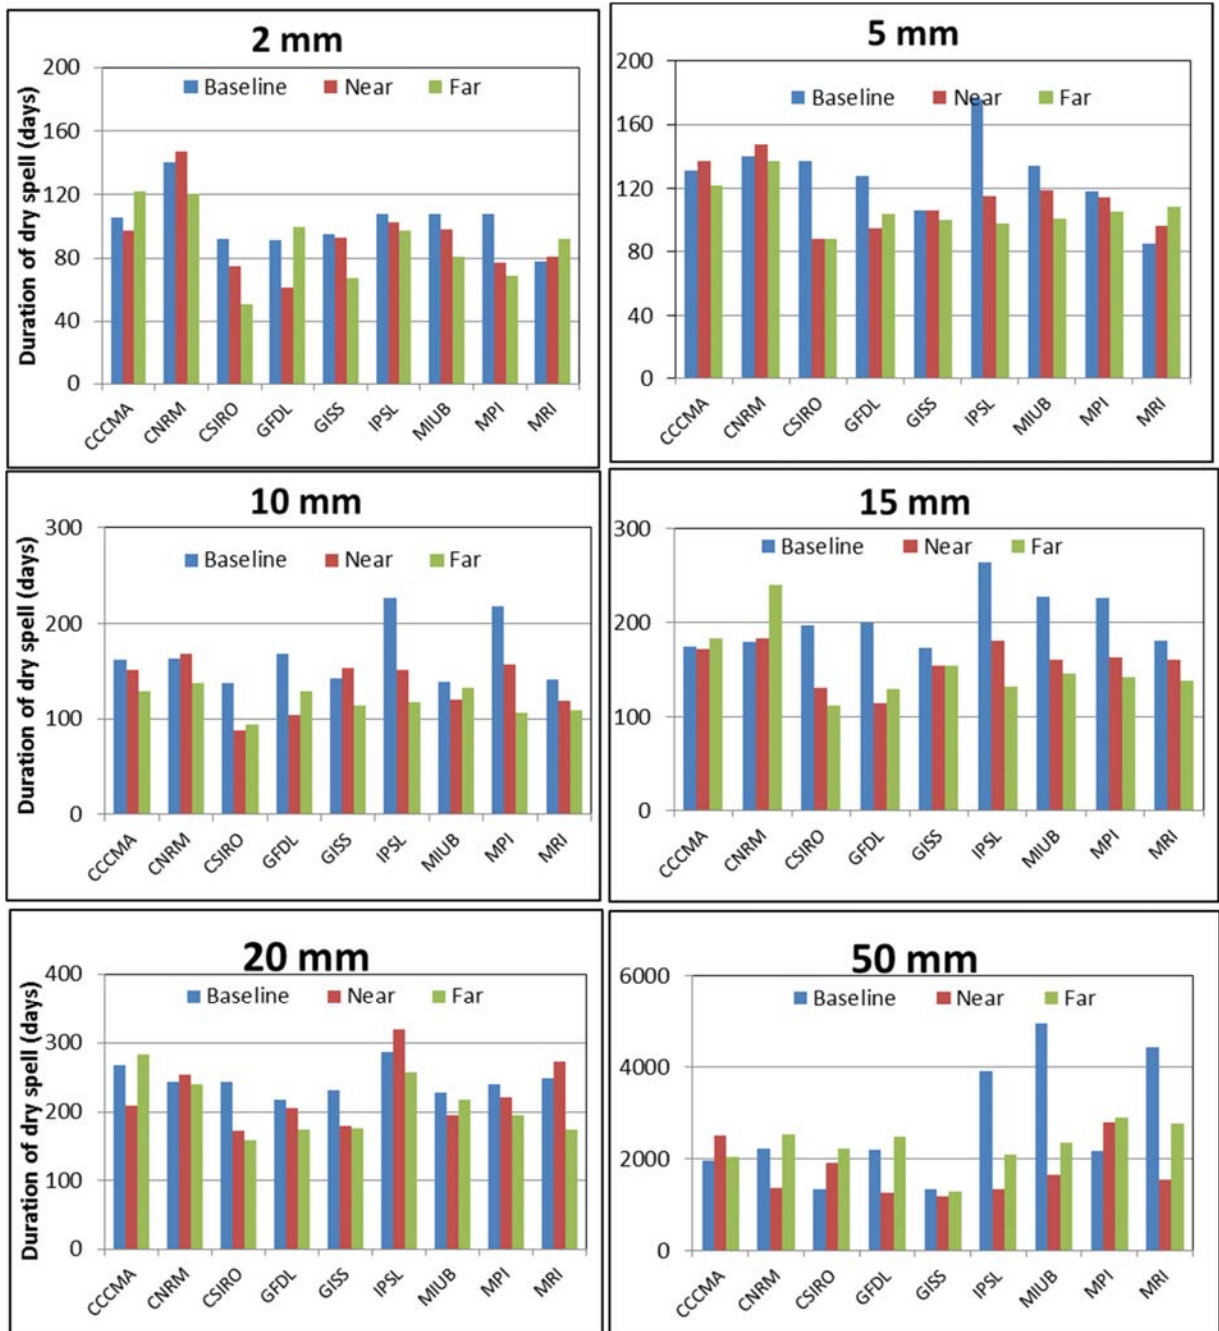 2 mm
Duration of dry spell (days)
200
160
120
80
40
0
Baseline Near Far
CCCMA CNRM CSIRO GFDL GISS IPSL MIUB MPI MRI
5 mm
200
160
120
80
40
0
Baseline Near Far
CCCMA CNRM CSIRO GFDL GISS IPSL MIUB MPI MRI
10 mm
Duration of dry spell (days)
300
200
100
0
Baseline Near Far
CCCMA CNRM CSIRO GFDL GISS IPSL MIUB MPI MRI
15 mm
300
200
100
0
Baseline Near Far
CCCMA CNRM CSIRO GFDL GISS IPSL MIUB MPI MRI
20 mm
Duration of dry spell (days)
400
300
200
100
0
Baseline Near Far
CCCMA CNRM CSIRO GFDL GISS IPSL MIUB MPI MRI
50 mm
6000
4000
2000
0
Baseline Near Far
CCCMA CNRM CSIRO GFDL GISS IPSL MIUB MPI MRI